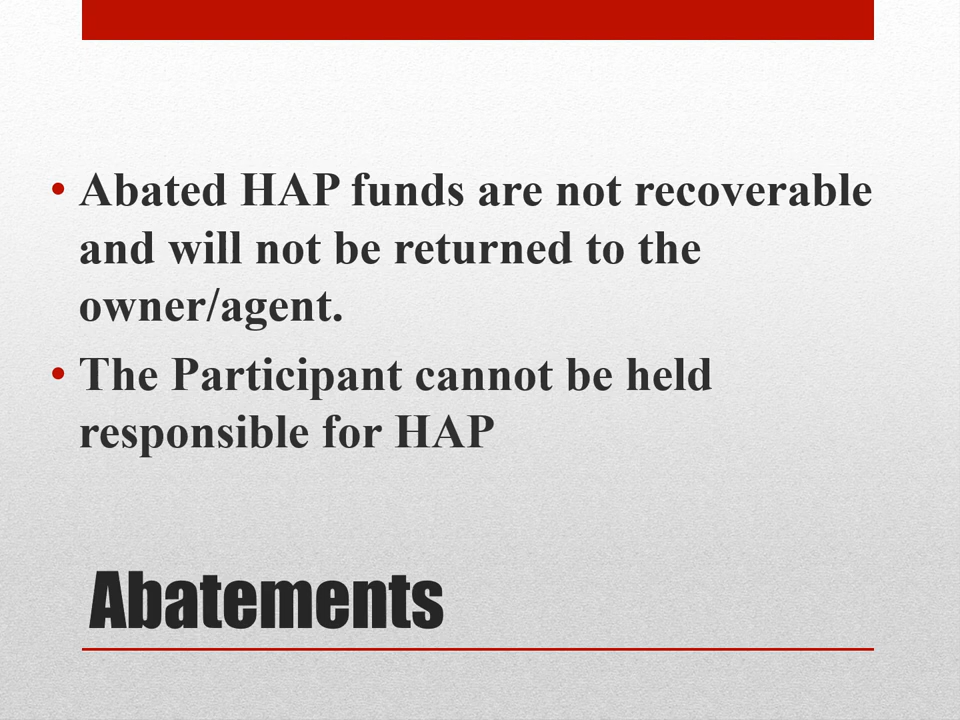 • Abated HAP funds are not recoverable
and will not be returned to the
owner/agent.
• The Participant cannot be held
responsible for HAP
Abatements